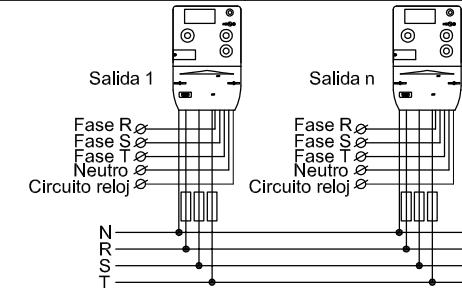 Salida 1
Fase R
Fase S
Fase T
Neutro
Circuito reloj
Salida n
Fase R
Fase S
Fase T
Neutro
Circuito reloj
N
R
S
T